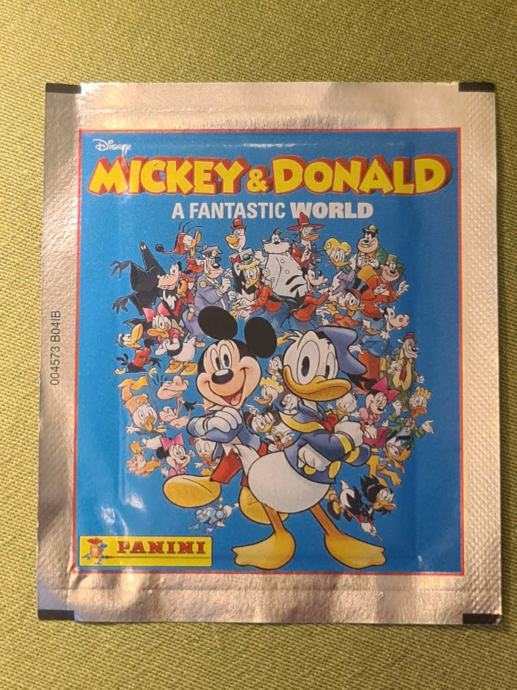 Disney
MICKEY & DONALD
A FANTASTIC WORLD
004573 B04IB
PANINI